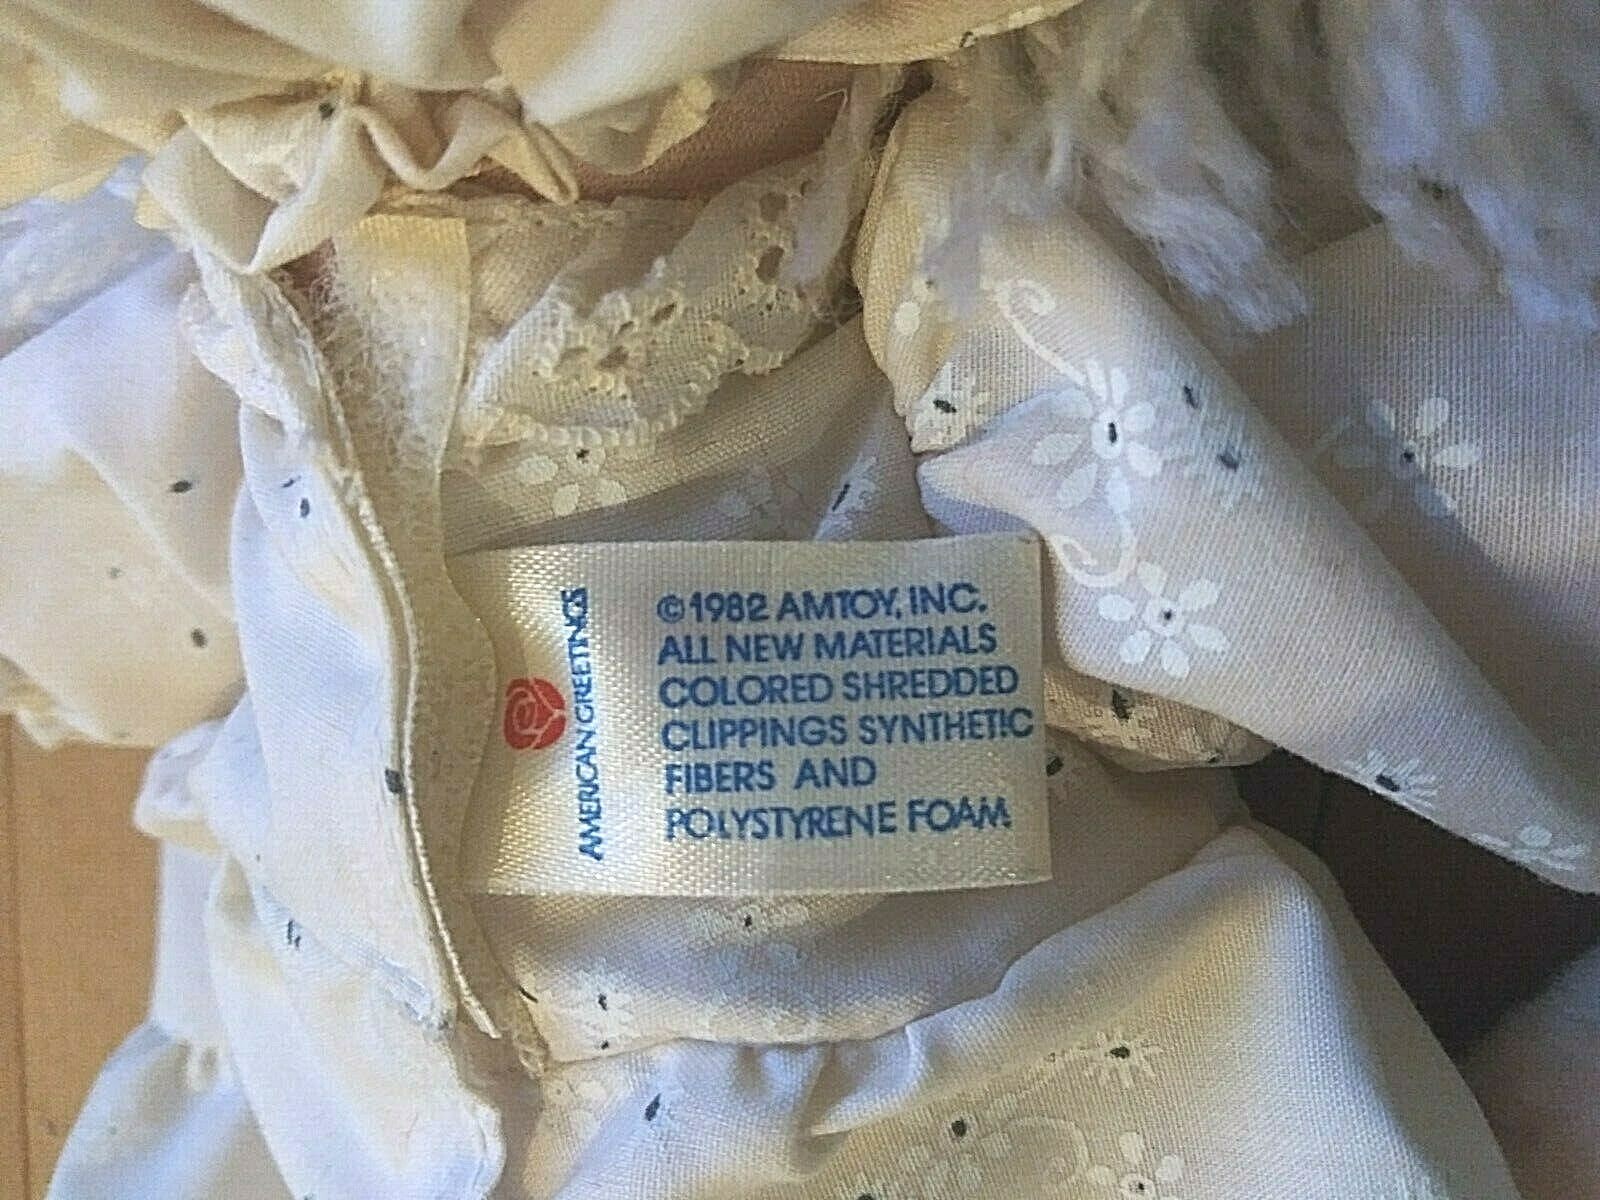 AMERICAN GREETINGS
©1982 AMTOY, INC.
ALL NEW MATERIALS
COLORED SHREDDED
CLIPPINGS SYNTHETIC
FIBERS AND
POLYSTYRENE FOAM